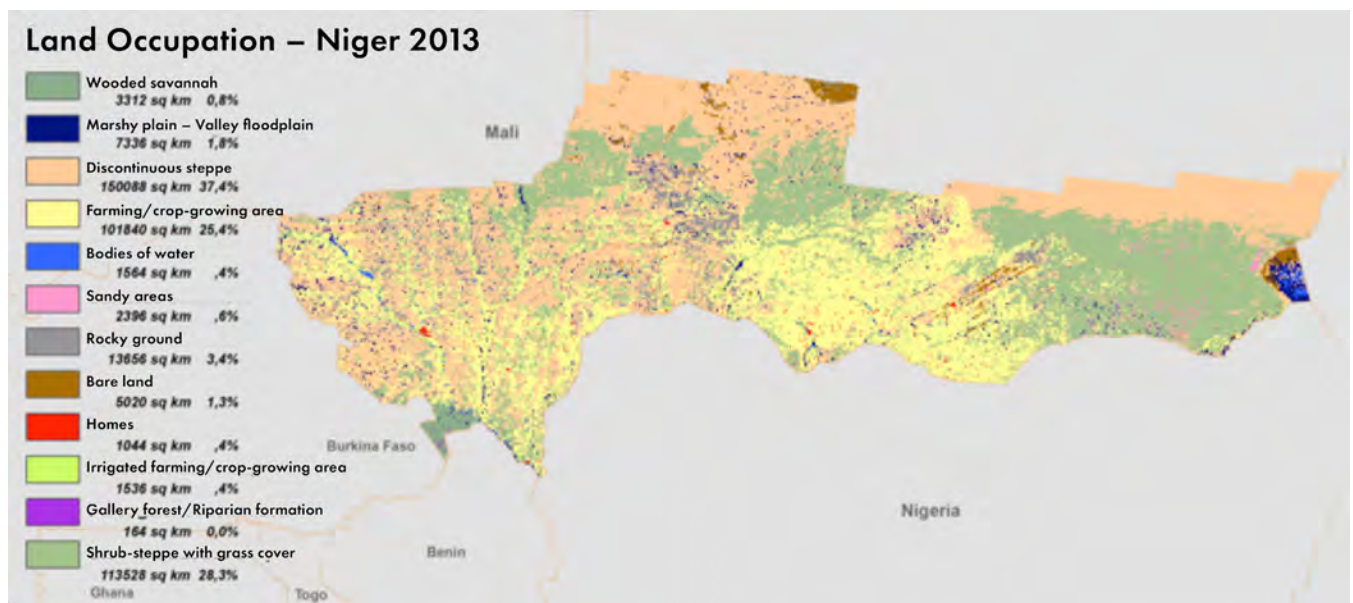 Land Occupation – Niger 2013
Wooded savannah
3312 sq km 0,8%
Marshy plain – Valley floodplain
7336 sq km 1,8%
Discontinuous steppe
150088 sq km 37,4%
Farming/crop-growing area
101840 sq km 25,4%
Bodies of water
1564 sq km ,4%
Sandy areas
2396 sq km ,6%
Rocky ground
13656 sq km 3,4%
Bare land
5020 sq km 1,3%
Homes
1044 sq km ,4%
Irrigated farming/crop-growing area
1536 sq km ,4%
Gallery forest/Riparian formation
164 sq km 0,0%
Shrub-steppe with grass cover
113528 sq km 28,3%
Mali
Burkina Faso
Nigeria
Benin
Ghana
Togo